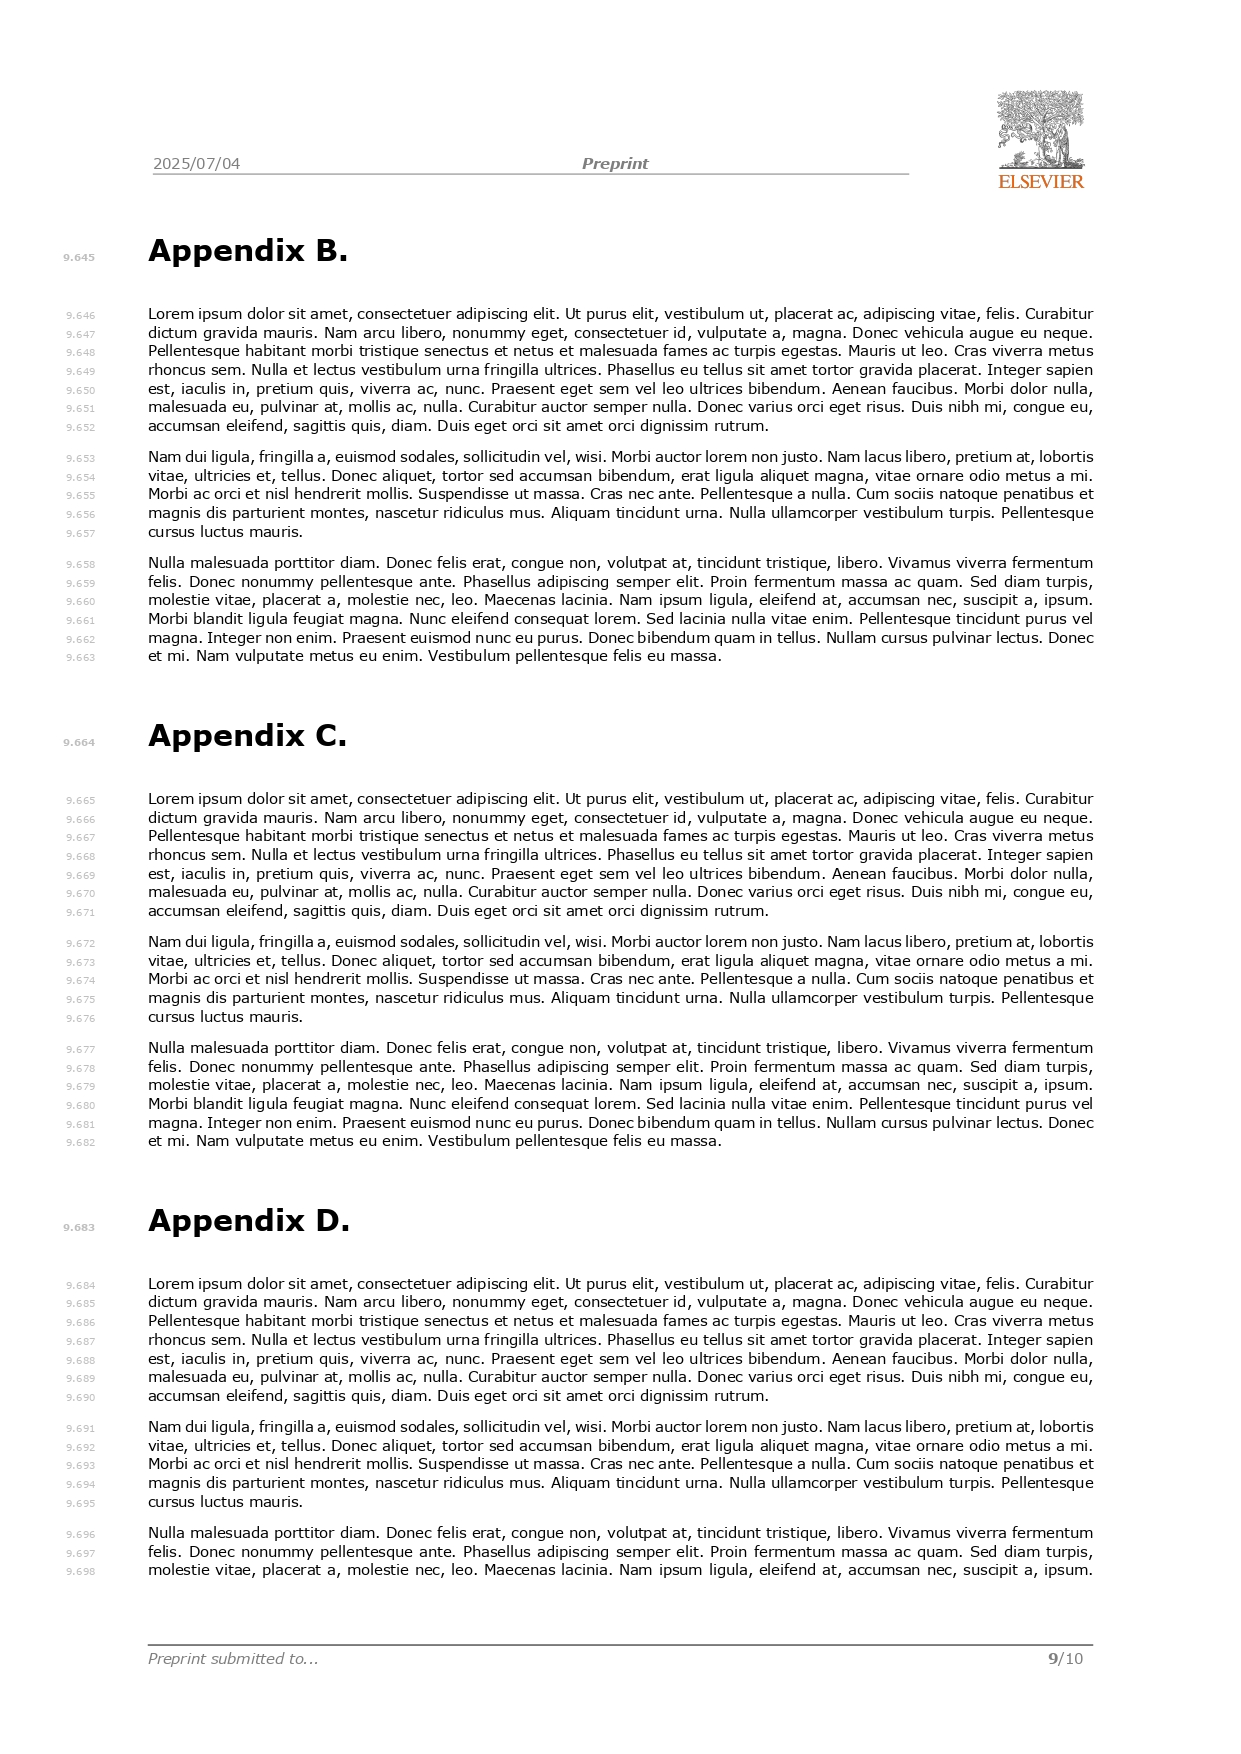 2025/07/04
Preprint
ELSEVIER
9.645 Appendix B.
9.646 Lorem ipsum dolor sit amet, consectetuer adipiscing elit. Ut purus elit, vestibulum ut, placerat ac, adipiscing vitae, felis. Curabitur
9.647 dictum gravida mauris. Nam arcu libero, nonummy eget, consectetuer id, vulputate a, magna. Donec vehicula augue eu neque.
9.648 Pellentesque habitant morbi tristique senectus et netus et malesuada fames ac turpis egestas. Mauris ut leo. Cras viverra metus
9.649 rhoncus sem. Nulla et lectus vestibulum urna fringilla ultrices. Phasellus eu tellus sit amet tortor gravida placerat. Integer sapien
9.650 est, iaculis in, pretium quis, viverra ac, nunc. Praesent eget sem vel leo ultrices bibendum. Aenean faucibus. Morbi dolor nulla,
9.651 malesuada eu, pulvinar at, mollis ac, nulla. Curabitur auctor semper nulla. Donec varius orci eget risus. Duis nibh mi, congue eu,
9.652 accumsan eleifend, sagittis quis, diam. Duis eget orci sit amet orci dignissim rutrum.
9.653 Nam dui ligula, fringilla a, euismod sodales, sollicitudin vel, wisi. Morbi auctor lorem non justo. Nam lacus libero, pretium at, lobortis
9.654 vitae, ultricies et, tellus. Donec aliquet, tortor sed accumsan bibendum, erat ligula aliquet magna, vitae ornare odio metus a mi.
9.655 Morbi ac orci et nisl hendrerit mollis. Suspendisse ut massa. Cras nec ante. Pellentesque a nulla. Cum sociis natoque penatibus et
9.656 magnis dis parturient montes, nascetur ridiculus mus. Aliquam tincidunt urna. Nulla ullamcorper vestibulum turpis. Pellentesque
9.657 cursus luctus mauris.
9.658 Nulla malesuada porttitor diam. Donec felis erat, congue non, volutpat at, tincidunt tristique, libero. Vivamus viverra fermentum
9.659 felis. Donec nonummy pellentesque ante. Phasellus adipiscing semper elit. Proin fermentum massa ac quam. Sed diam turpis,
9.660 molestie vitae, placerat a, molestie nec, leo. Maecenas lacinia. Nam ipsum ligula, eleifend at, accumsan nec, suscipit a, ipsum.
9.661 Morbi blandit ligula feugiat magna. Nunc eleifend consequat lorem. Sed lacinia nulla vitae enim. Pellentesque tincidunt purus vel
9.662 magna. Integer non enim. Praesent euismod nunc eu purus. Donec bibendum quam in tellus. Nullam cursus pulvinar lectus. Donec
9.663 et mi. Nam vulputate metus eu enim. Vestibulum pellentesque felis eu massa.
9.664 Appendix C.
9.665 Lorem ipsum dolor sit amet, consectetuer adipiscing elit. Ut purus elit, vestibulum ut, placerat ac, adipiscing vitae, felis. Curabitur
9.666 dictum gravida mauris. Nam arcu libero, nonummy eget, consectetuer id, vulputate a, magna. Donec vehicula augue eu neque.
9.667 Pellentesque habitant morbi tristique senectus et netus et malesuada fames ac turpis egestas. Mauris ut leo. Cras viverra metus
9.668 rhoncus sem. Nulla et lectus vestibulum urna fringilla ultrices. Phasellus eu tellus sit amet tortor gravida placerat. Integer sapien
9.669 est, iaculis in, pretium quis, viverra ac, nunc. Praesent eget sem vel leo ultrices bibendum. Aenean faucibus. Morbi dolor nulla,
9.670 malesuada eu, pulvinar at, mollis ac, nulla. Curabitur auctor semper nulla. Donec varius orci eget risus. Duis nibh mi, congue eu,
9.671 accumsan eleifend, sagittis quis, diam. Duis eget orci sit amet orci dignissim rutrum.
9.672 Nam dui ligula, fringilla a, euismod sodales, sollicitudin vel, wisi. Morbi auctor lorem non justo. Nam lacus libero, pretium at, lobortis
9.673 vitae, ultricies et, tellus. Donec aliquet, tortor sed accumsan bibendum, erat ligula aliquet magna, vitae ornare odio metus a mi.
9.674 Morbi ac orci et nisl hendrerit mollis. Suspendisse ut massa. Cras nec ante. Pellentesque a nulla. Cum sociis natoque penatibus et
9.675 magnis dis parturient montes, nascetur ridiculus mus. Aliquam tincidunt urna. Nulla ullamcorper vestibulum turpis. Pellentesque
9.676 cursus luctus mauris.
9.677 Nulla malesuada porttitor diam. Donec felis erat, congue non, volutpat at, tincidunt tristique, libero. Vivamus viverra fermentum
9.678 felis. Donec nonummy pellentesque ante. Phasellus adipiscing semper elit. Proin fermentum massa ac quam. Sed diam turpis,
9.679 molestie vitae, placerat a, molestie nec, leo. Maecenas lacinia. Nam ipsum ligula, eleifend at, accumsan nec, suscipit a, ipsum.
9.680 Morbi blandit ligula feugiat magna. Nunc eleifend consequat lorem. Sed lacinia nulla vitae enim. Pellentesque tincidunt purus vel
9.681 magna. Integer non enim. Praesent euismod nunc eu purus. Donec bibendum quam in tellus. Nullam cursus pulvinar lectus. Donec
9.682 et mi. Nam vulputate metus eu enim. Vestibulum pellentesque felis eu massa.
9.683 Appendix D.
9.684 Lorem ipsum dolor sit amet, consectetuer adipiscing elit. Ut purus elit, vestibulum ut, placerat ac, adipiscing vitae, felis. Curabitur
9.685 dictum gravida mauris. Nam arcu libero, nonummy eget, consectetuer id, vulputate a, magna. Donec vehicula augue eu neque.
9.686 Pellentesque habitant morbi tristique senectus et netus et malesuada fames ac turpis egestas. Mauris ut leo. Cras viverra metus
9.687 rhoncus sem. Nulla et lectus vestibulum urna fringilla ultrices. Phasellus eu tellus sit amet tortor gravida placerat. Integer sapien
9.688 est, iaculis in, pretium quis, viverra ac, nunc. Praesent eget sem vel leo ultrices bibendum. Aenean faucibus. Morbi dolor nulla,
9.689 malesuada eu, pulvinar at, mollis ac, nulla. Curabitur auctor semper nulla. Donec varius orci eget risus. Duis nibh mi, congue eu,
9.690 accumsan eleifend, sagittis quis, diam. Duis eget orci sit amet orci dignissim rutrum.
9.691 Nam dui ligula, fringilla a, euismod sodales, sollicitudin vel, wisi. Morbi auctor lorem non justo. Nam lacus libero, pretium at, lobortis
9.692 vitae, ultricies et, tellus. Donec aliquet, tortor sed accumsan bibendum, erat ligula aliquet magna, vitae ornare odio metus a mi.
9.693 Morbi ac orci et nisl hendrerit mollis. Suspendisse ut massa. Cras nec ante. Pellentesque a nulla. Cum sociis natoque penatibus et
9.694 magnis dis parturient montes, nascetur ridiculus mus. Aliquam tincidunt urna. Nulla ullamcorper vestibulum turpis. Pellentesque
9.695 cursus luctus mauris.
9.696 Nulla malesuada porttitor diam. Donec felis erat, congue non, volutpat at, tincidunt tristique, libero. Vivamus viverra fermentum
9.697 felis. Donec nonummy pellentesque ante. Phasellus adipiscing semper elit. Proin fermentum massa ac quam. Sed diam turpis,
9.698 molestie vitae, placerat a, molestie nec, leo. Maecenas lacinia. Nam ipsum ligula, eleifend at, accumsan nec, suscipit a, ipsum.
Preprint submitted to...
9/10